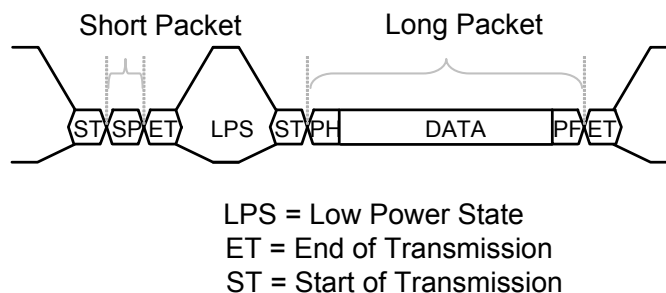 Short Packet Long Packet
ST SP ET LPS ST PH DATA PF ET
LPS = Low Power State
ET = End of Transmission
ST = Start of Transmission